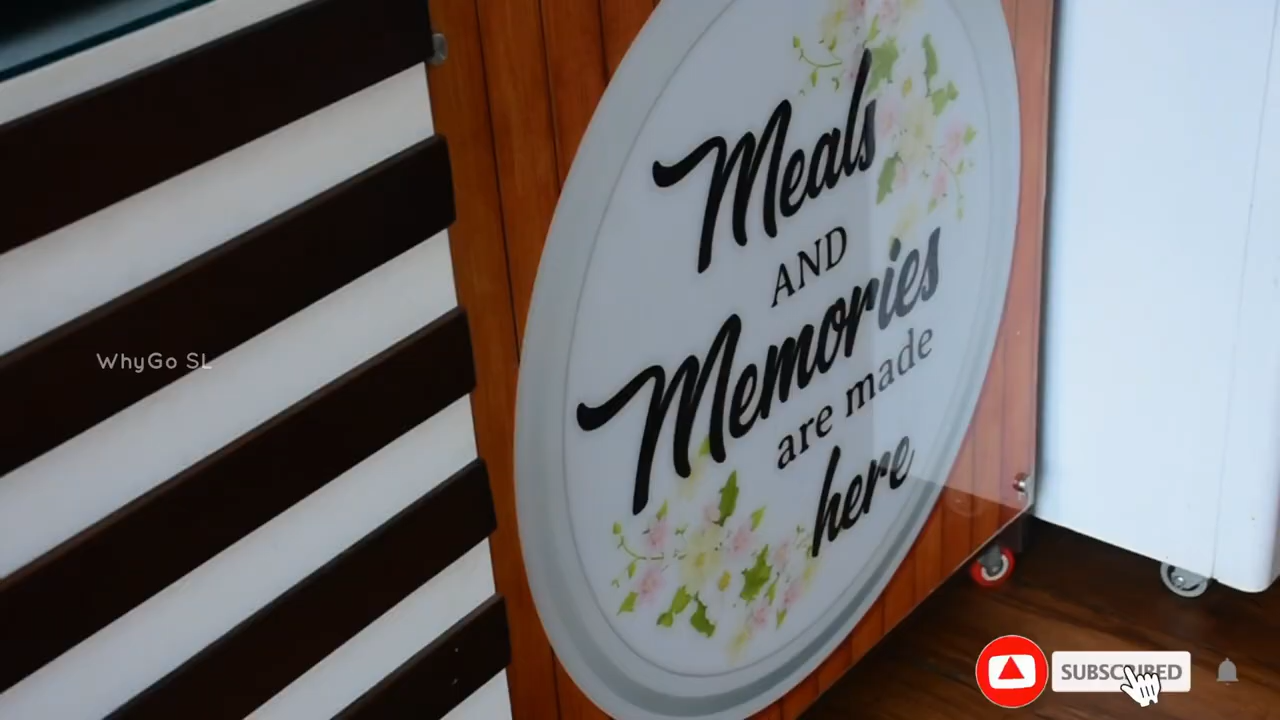 Meals
AND
Memories
are made
here
WhyGo SL
SUBSCRIBED